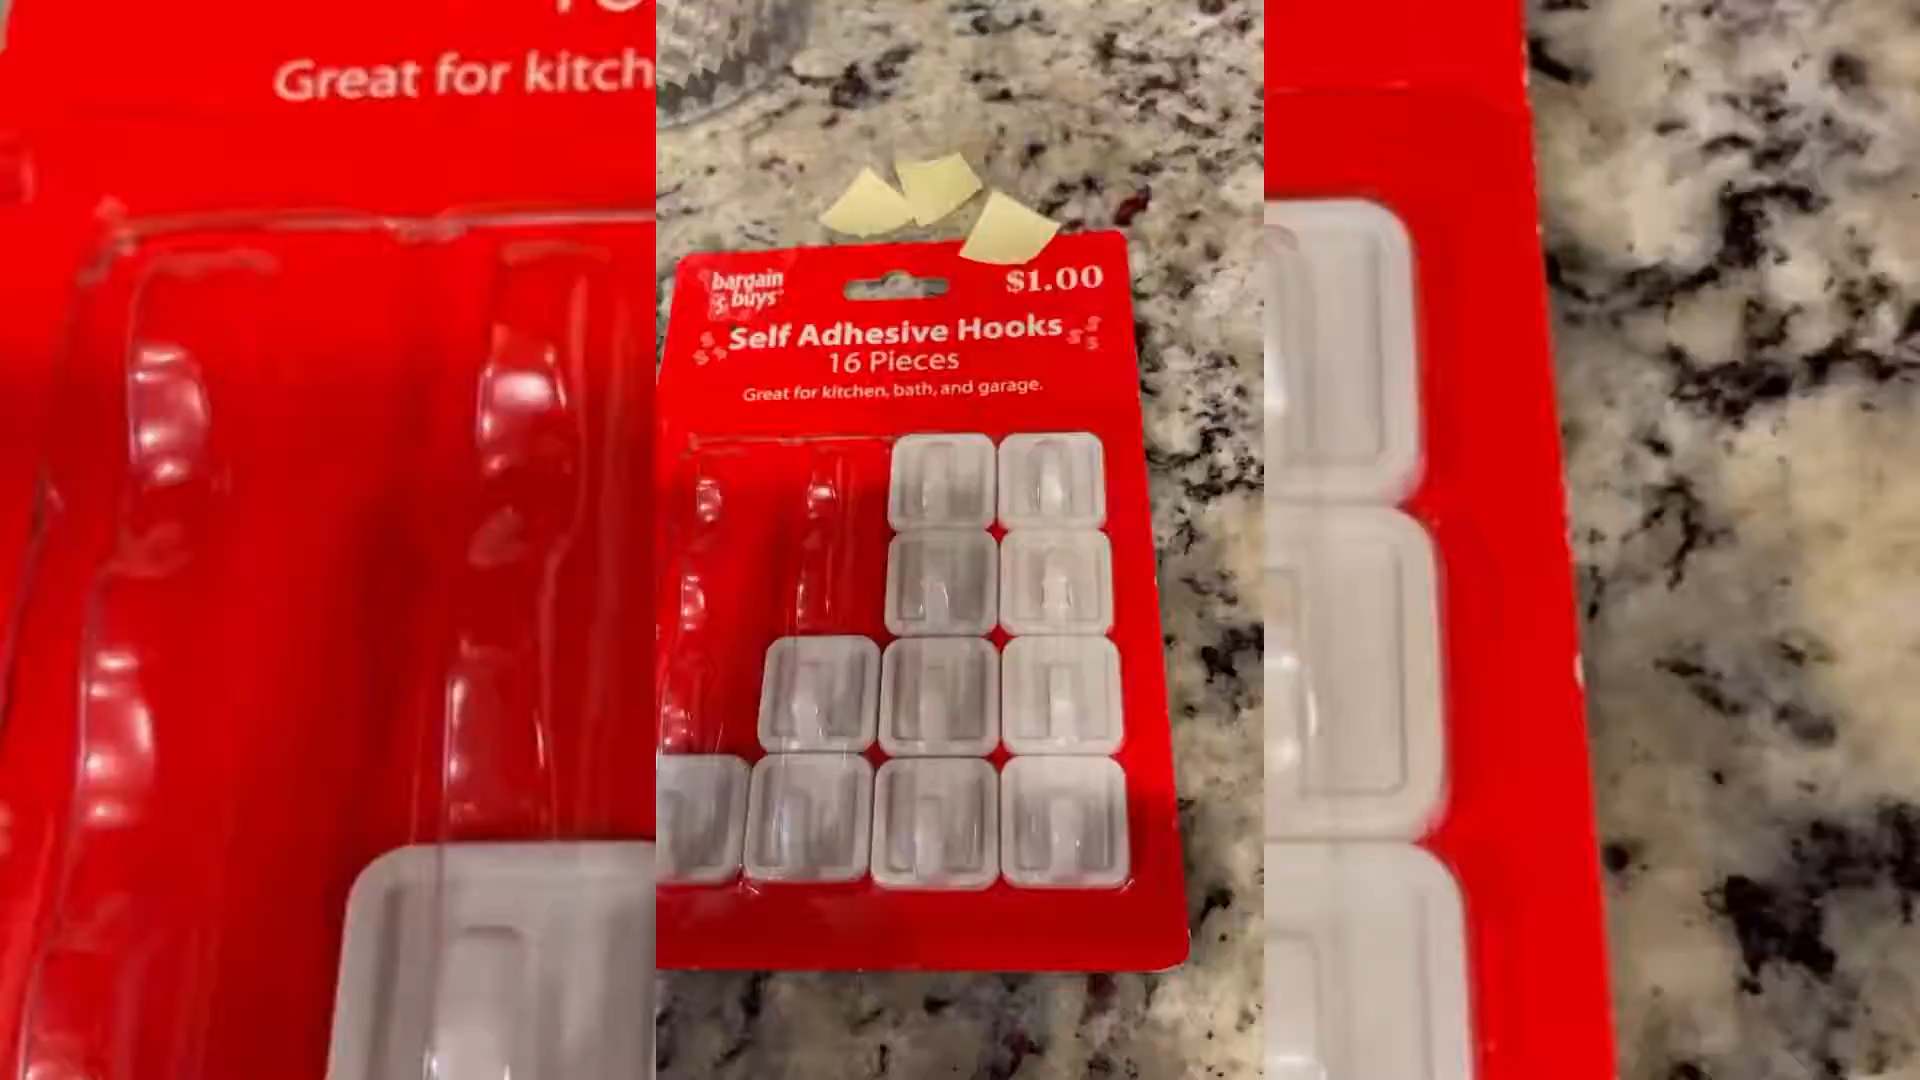 Great for kitch
bargain
buys
$1.00
Self Adhesive Hooks
16 Pieces
Great for kitchen, bath, and garage.